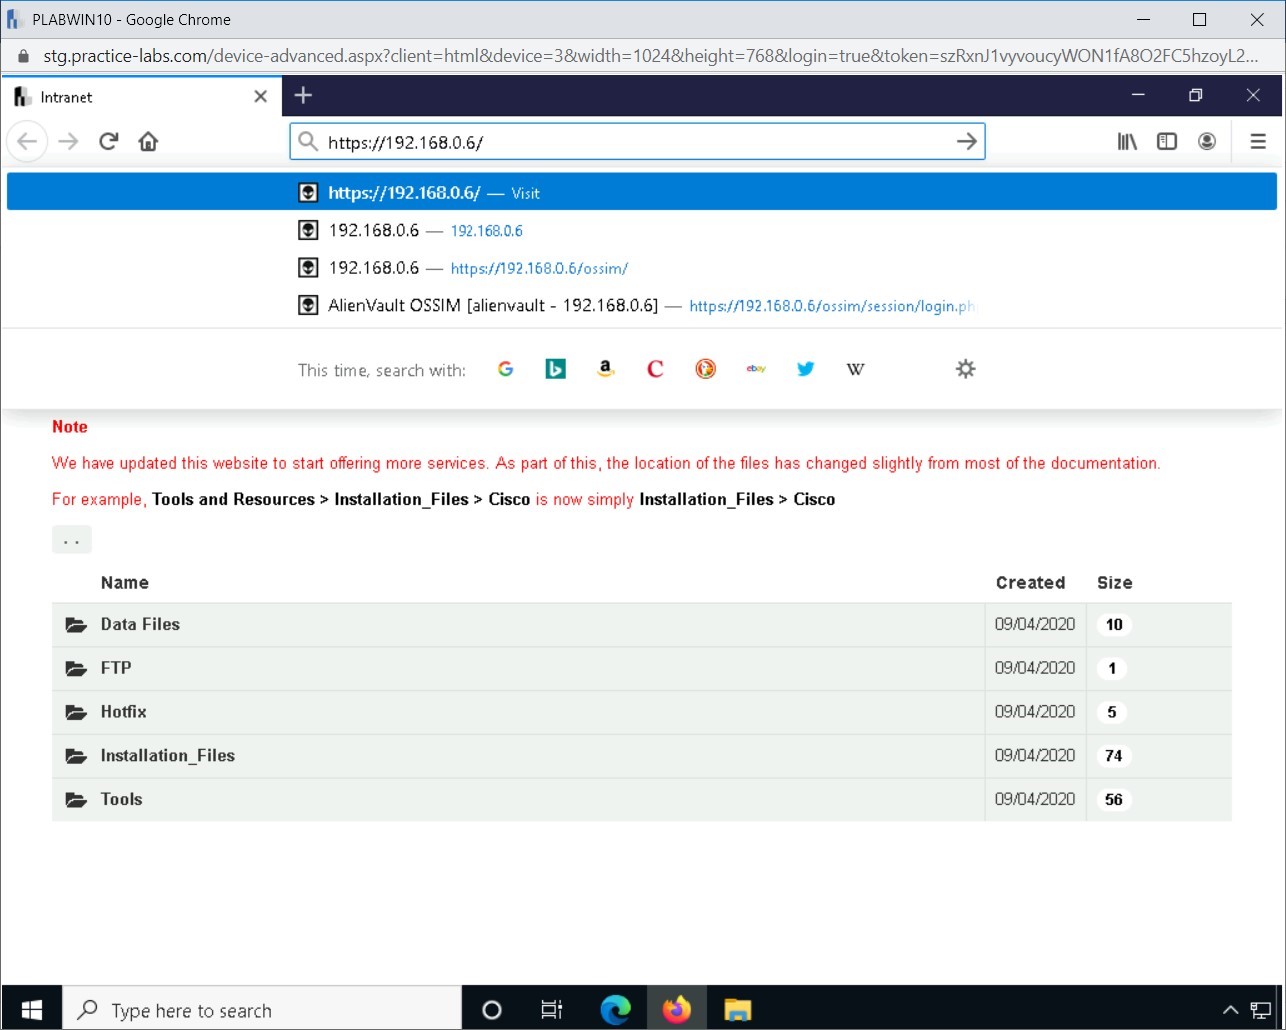 PLABWIN10 - Google Chrome
stg.practice-labs.com/device-advanced.aspx?client=html&device=3&width=1024&height=768&login=true&token=szRxnJ1vyvoucyWON1fA8O2FC5hzoyL2...
Intranet
https://192.168.0.6/
https://192.168.0.6/ — Visit
192.168.0.6 — 192.168.0.6
192.168.0.6 — https://192.168.0.6/ossim/
AlienVault OSSIM [alienvault - 192.168.0.6] — https://192.168.0.6/ossim/session/login.ph
This time, search with: G b a C ebay W
Note
We have updated this website to start offering more services. As part of this, the location of the files has changed slightly from most of the documentation.
For example, Tools and Resources > Installation_Files > Cisco is now simply Installation_Files > Cisco
. .
Name Created Size
Data Files 09/04/2020 10
FTP 09/04/2020 1
Hotfix 09/04/2020 5
Installation_Files 09/04/2020 74
Tools 09/04/2020 56
Type here to search